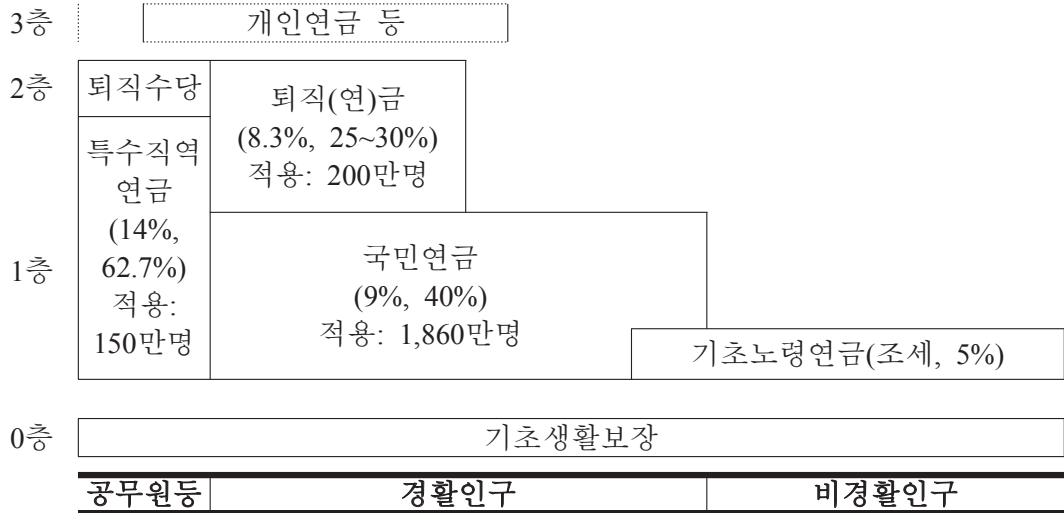 3층
개인연금 등
2층
퇴직수당
퇴직(연)금
(8.3%, 25~30%)
적용: 200만명
특수직역
연금
(14%,
62.7%)
적용:
150만명
1층
국민연금
(9%, 40%)
적용: 1,860만명
기초노령연금(조세, 5%)
0층
기초생활보장
공무원등
경활인구
비경활인구